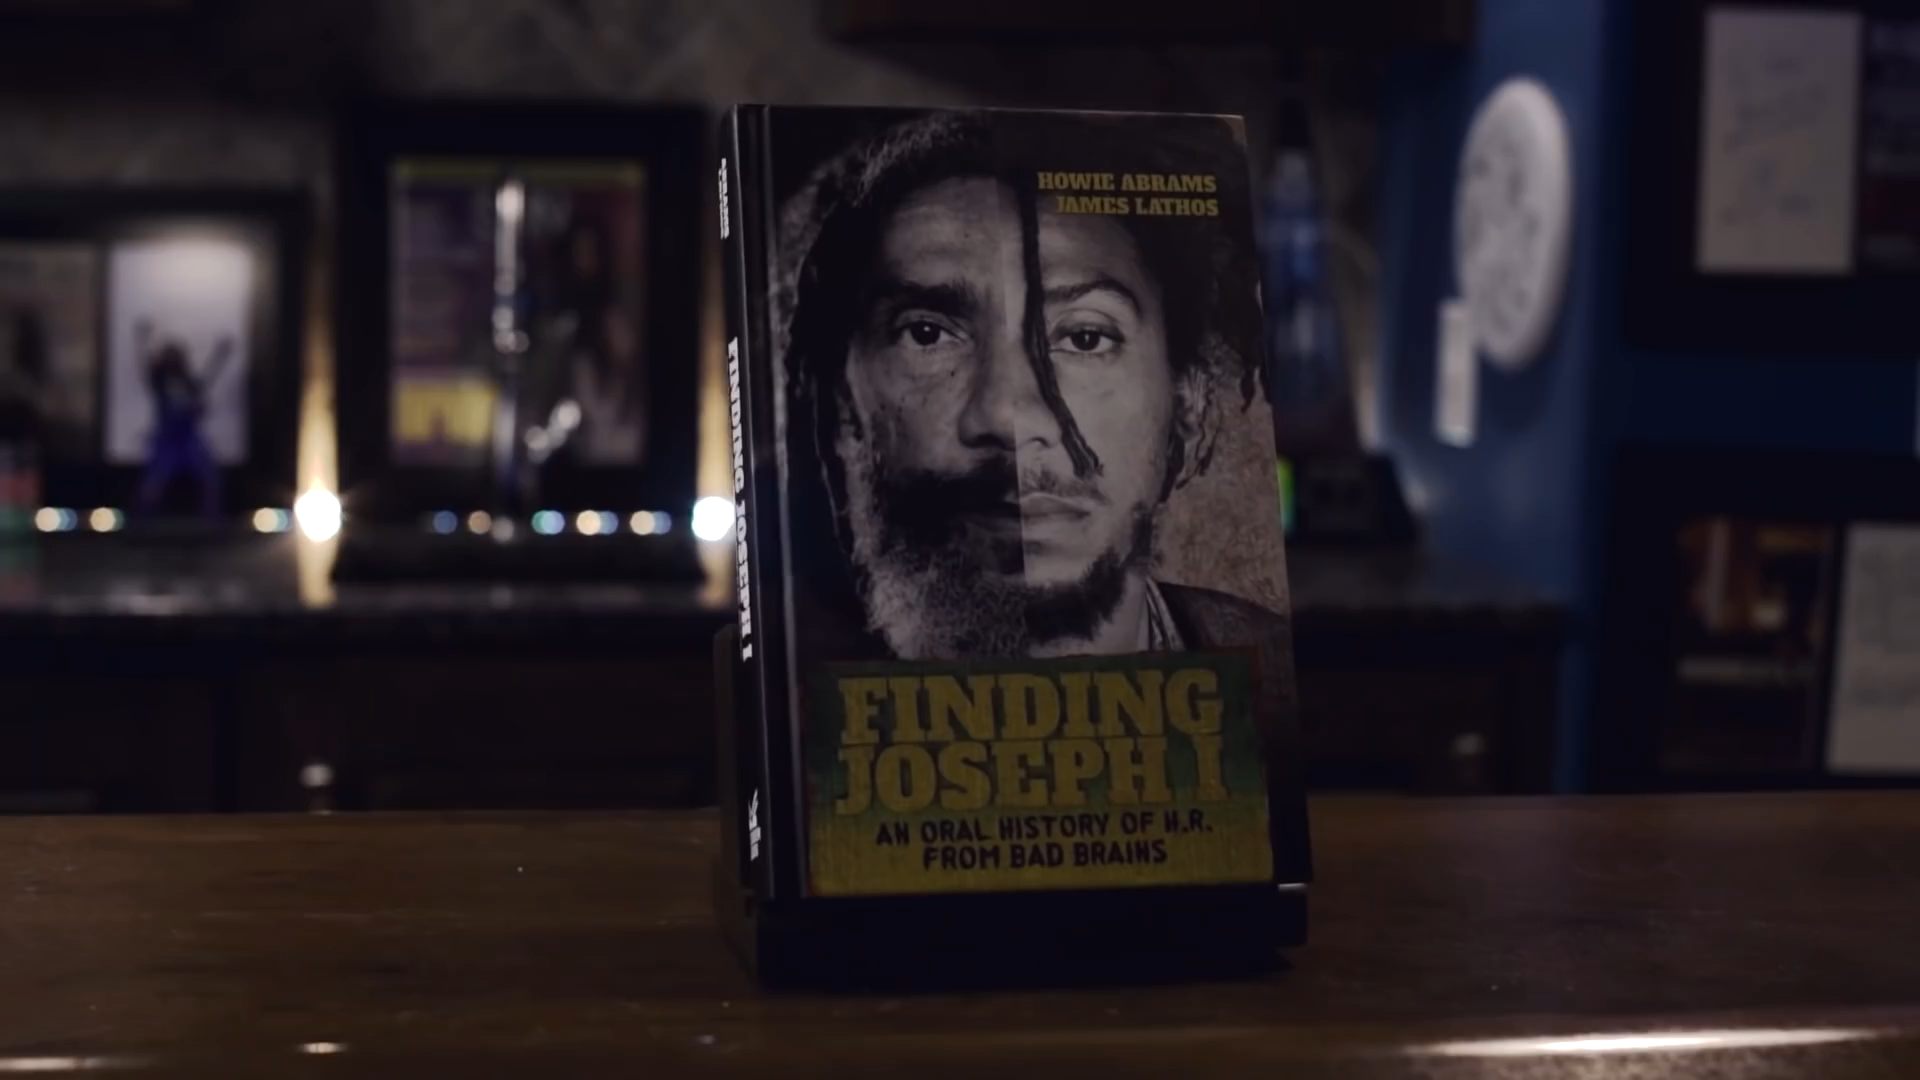 HOWIE ABRAMS
JAMES LATHOS
FINDING JOSEPH I
FINDING
JOSEPH I
AN ORAL HISTORY OF H.R.
FROM BAD BRAINS